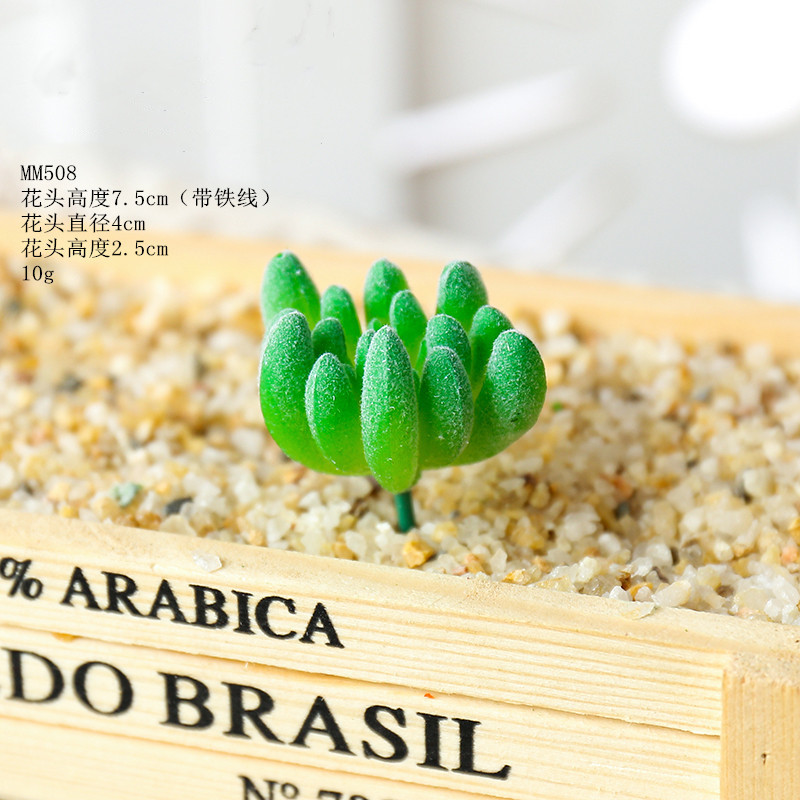 MM508
花头高度7.5cm（带铁线）
花头直径4cm
花头高度2.5cm
10g
% ARABICA
DO BRASIL
Nº